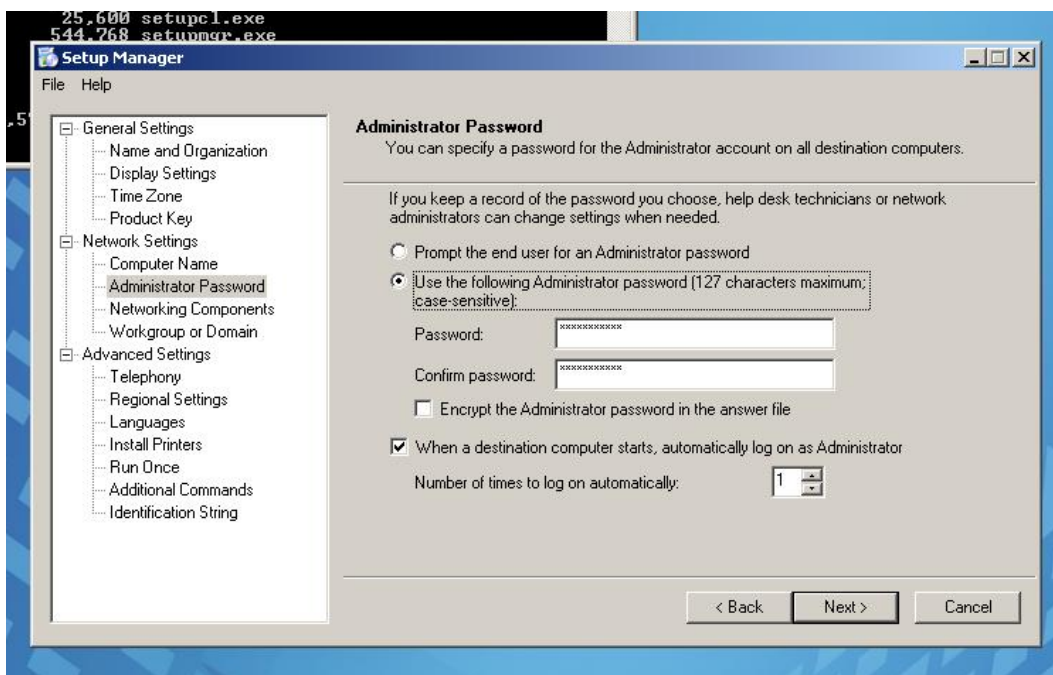 25,600 setupcl.exe
544,768 setupmgr.exe
Setup Manager
File Help
,5
General Settings
Name and Organization
Display Settings
Time Zone
Product Key
Network Settings
Computer Name
Administrator Password
Networking Components
Workgroup or Domain
Advanced Settings
Telephony
Regional Settings
Languages
Install Printers
Run Once
Additional Commands
Identification String
Administrator Password
You can specify a password for the Administrator account on all destination computers.
If you keep a record of the password you choose, help desk technicians or network
administrators can change settings when needed.
Prompt the end user for an Administrator password
Use the following Administrator password (127 characters maximum;
case-sensitive):
Password: ***********
Confirm password: ***********
Encrypt the Administrator password in the answer file
When a destination computer starts, automatically log on as Administrator
Number of times to log on automatically: 1
< Back Next > Cancel